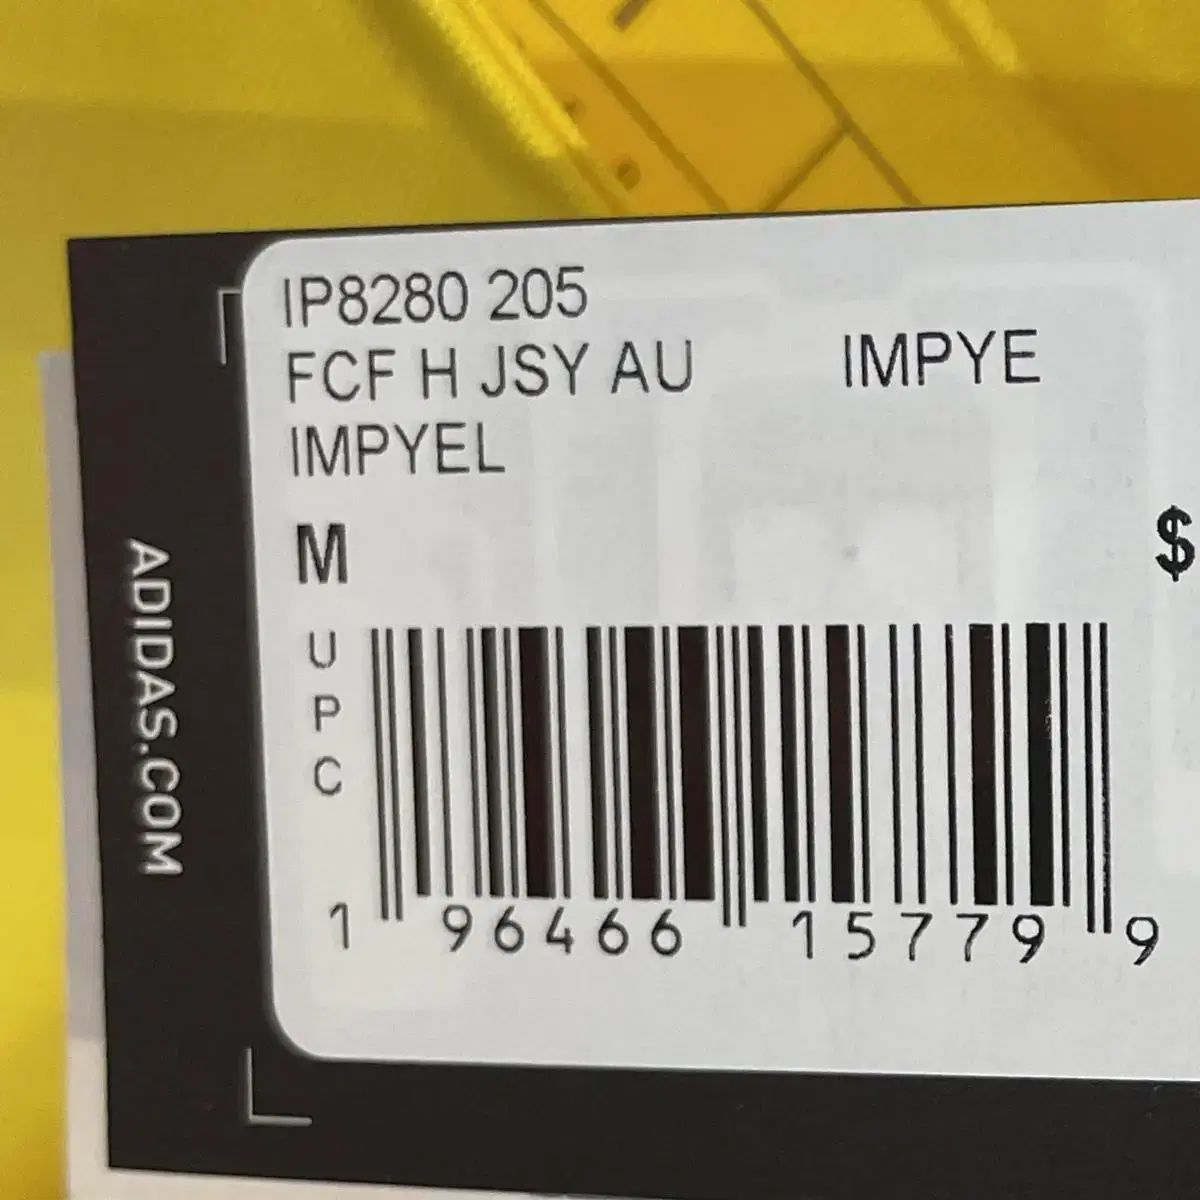 IP8280 205
FCF H JSY AU IMPYE
IMPYEL
M
$
UPC
1 96466 15779 9
ADIDAS.COM